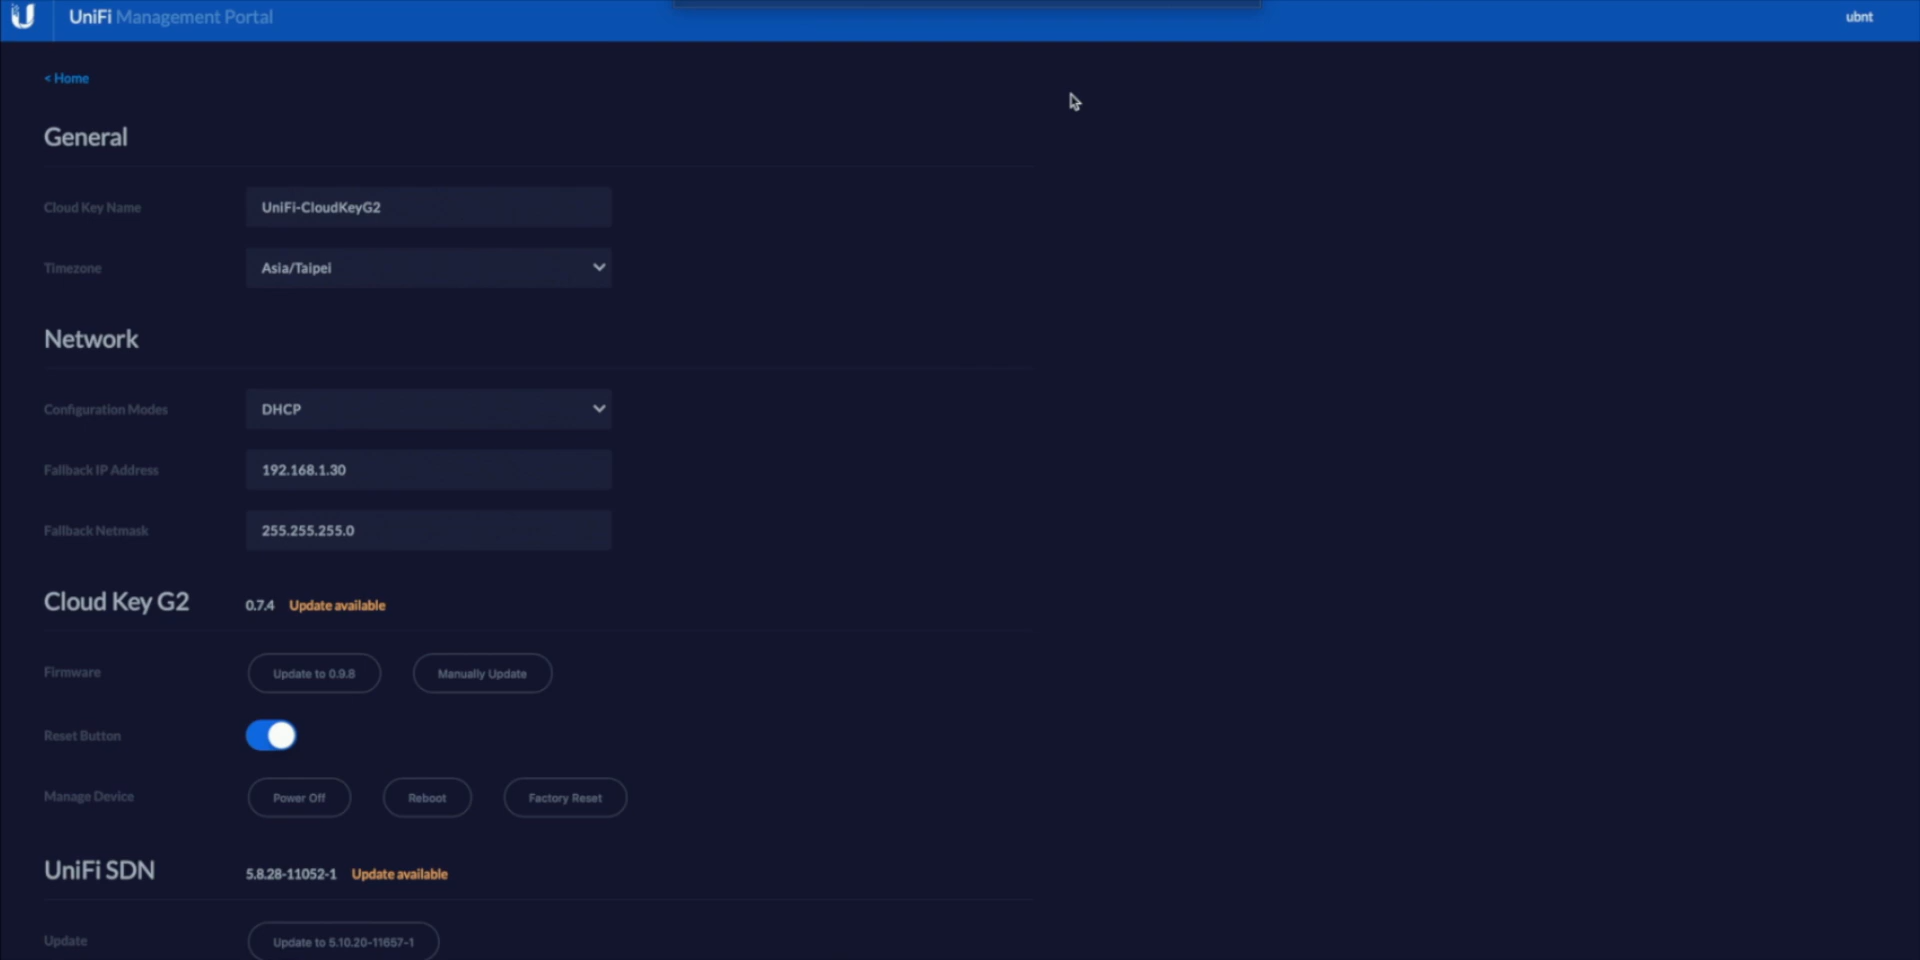 UniFi Management Portal
ubnt
< Home
General
Cloud Key Name
UniFi-CloudKeyG2
Timezone
Asia/Taipei
Network
Configuration Modes
DHCP
Fallback IP Address
192.168.1.30
Fallback Netmask
255.255.255.0
Cloud Key G2
0.7.4 Update available
Firmware
Update to 0.9.8
Manually Update
Reset Button
Manage Device
Power Off
Reboot
Factory Reset
UniFi SDN
5.8.28-11052-1 Update available
Update
Update to 5.10.20-11657-1